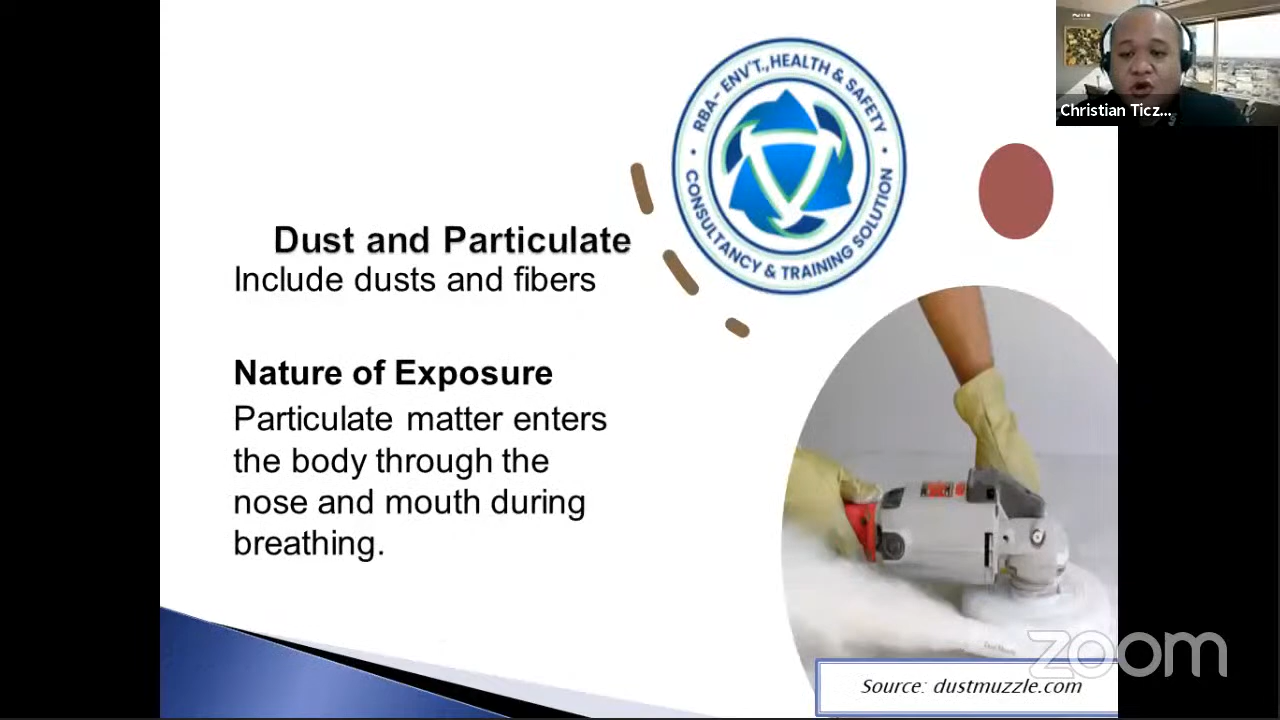 RBA- ENV'T., HEALTH & SAFETY
CONSULTANCY & TRAINING SOLUTION
Christian Ticz...
Dust and Particulate
Include dusts and fibers
Nature of Exposure
Particulate matter enters
the body through the
nose and mouth during
breathing.
zoom
Source: dustmuzzle.com